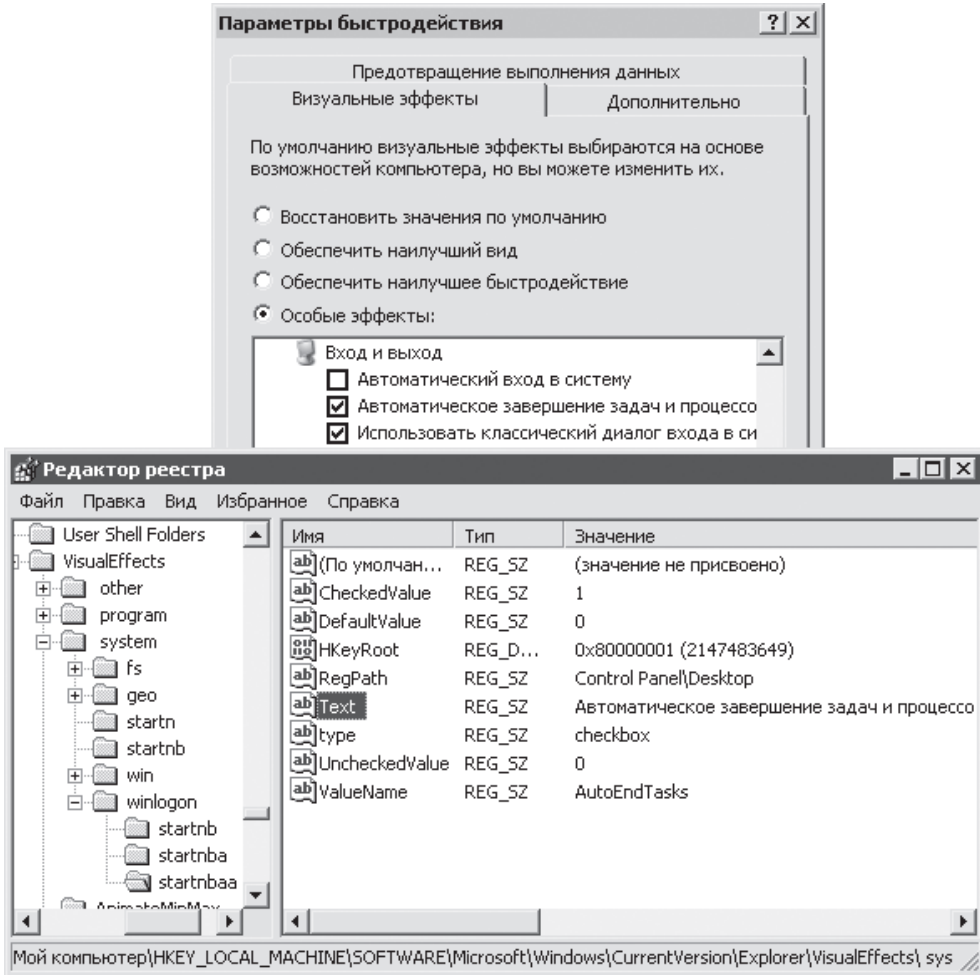 Параметры быстродействия
Предотвращение выполнения данных
Визуальные эффекты Дополнительно
По умолчанию визуальные эффекты выбираются на основе
возможностей компьютера, но вы можете изменить их.
Восстановить значения по умолчанию
Обеспечить наилучший вид
Обеспечить наилучшее быстродействие
Особые эффекты:
Вход и выход
Автоматический вход в систему
Автоматическое завершение задач и процессо
Использовать классический диалог входа в си
Редактор реестра
Файл Правка Вид Избранное Справка
User Shell Folders
VisualEffects
other
program
system
fs
geo
startn
startnb
win
winlogon
startnb
startnba
startnbaa
AnimateMinMax
Имя Тип Значение
(По умолчан... REG_SZ (значение не присвоено)
CheckedValue REG_SZ 1
DefaultValue REG_SZ 0
HKeyRoot REG_D... 0x80000001 (2147483649)
RegPath REG_SZ Control Panel\Desktop
Text REG_SZ Автоматическое завершение задач и процессо
type REG_SZ checkbox
UncheckedValue REG_SZ 0
ValueName REG_SZ AutoEndTasks
Мой компьютер\HKEY_LOCAL_MACHINE\SOFTWARE\Microsoft\Windows\CurrentVersion\Explorer\VisualEffects\ sys